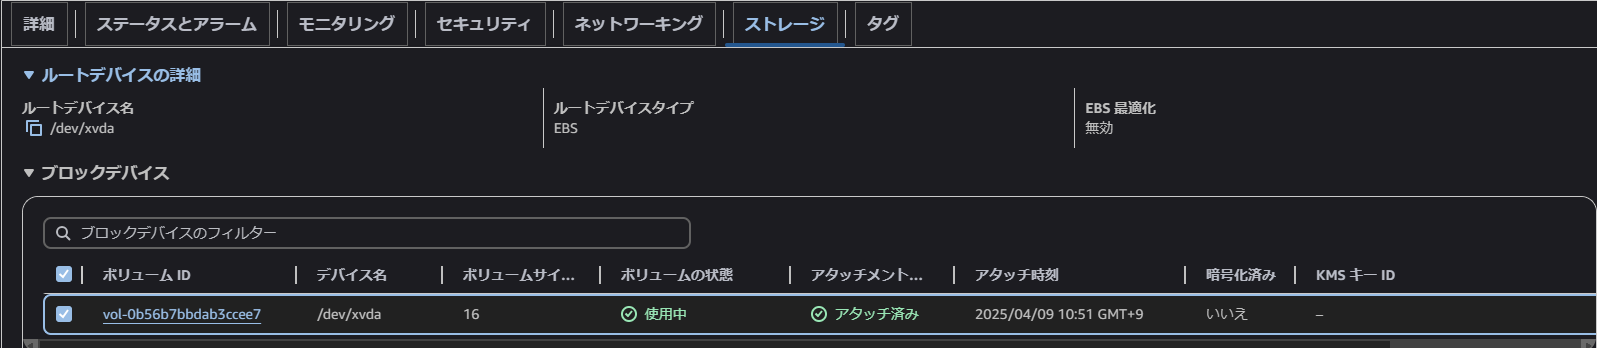 詳細 ステータスとアラーム モニタリング セキュリティ ネットワーキング ストレージ タグ
ルートデバイスの詳細
ルートデバイス名 ルートデバイスタイプ EBS 最適化
/dev/xvda EBS 無効
ブロックデバイス
ブロックデバイスのフィルター
ボリューム ID デバイス名 ボリュームサイ... ボリュームの状態 アタッチメント... アタッチ時刻 暗号化済み KMS キー ID
vol-0b56b7bbdab3ccee7 /dev/xvda 16 使用中 アタッチ済み 2025/04/09 10:51 GMT+9 いいえ –